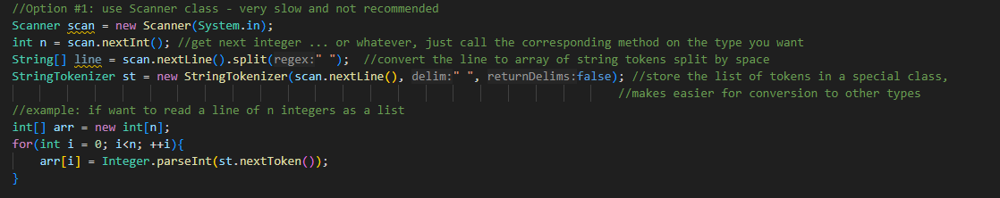 //Option #1: use Scanner class - very slow and not recommended
Scanner scan = new Scanner(System.in);
int n = scan.nextInt(); //get next integer ... or whatever, just call the corresponding method on the type you want
String[] line = scan.nextLine().split(regex:" ");  //convert the line to array of string tokens split by space
StringTokenizer st = new StringTokenizer(scan.nextLine(), delim:" ", returnDelims:false); //store the list of tokens in a special class,
//makes easier for conversion to other types
//example: if want to read a line of n integers as a list
int[] arr = new int[n];
for(int i = 0; i<n; ++i){
    arr[i] = Integer.parseInt(st.nextToken());
}